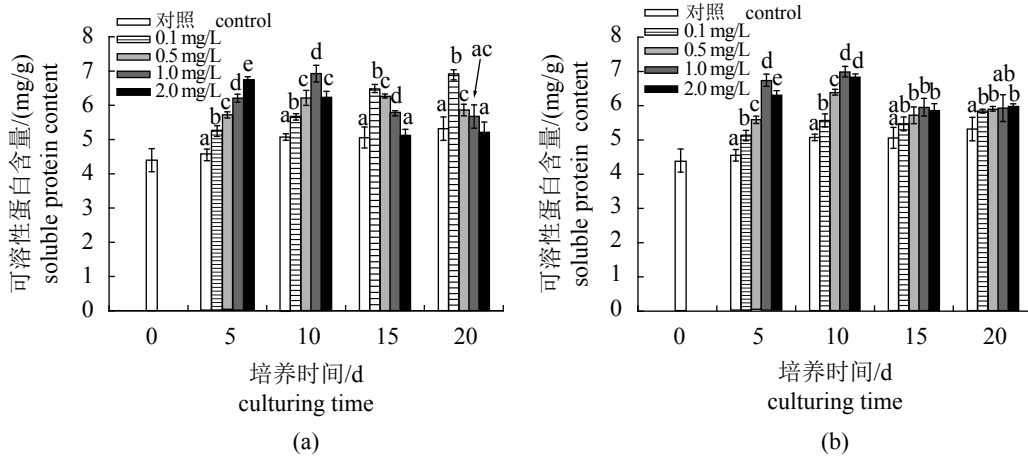 对照 control
0.1 mg/L
0.5 mg/L
1.0 mg/L
2.0 mg/L
可溶性蛋白含量/(mg/g)
soluble protein content
8
7
6
5
4
3
2
1
0
a b c d e
a b c d c
a b c d a
a b c ac a
0 5 10 15 20
培养时间/d
culturing time
(a)
对照 control
0.1 mg/L
0.5 mg/L
1.0 mg/L
2.0 mg/L
可溶性蛋白含量/(mg/g)
soluble protein content
8
7
6
5
4
3
2
1
0
a b c d e
a b c d d
a ab ab b b
a ab ab ab b
0 5 10 15 20
培养时间/d
culturing time
(b)